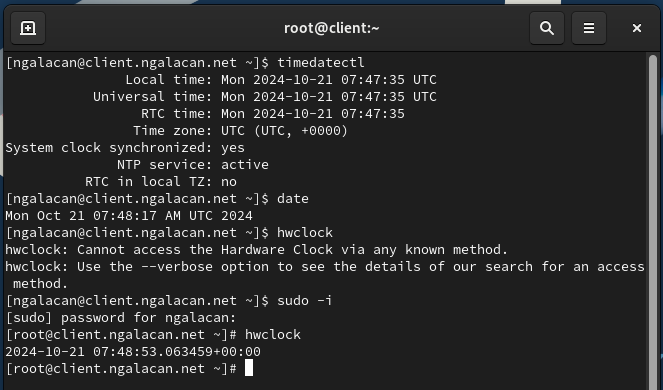 root@client:~
[ngalacan@client.ngalacan.net ~]$ timedatectl
               Local time: Mon 2024-10-21 07:47:35 UTC
           Universal time: Mon 2024-10-21 07:47:35 UTC
                 RTC time: Mon 2024-10-21 07:47:35
                Time zone: UTC (UTC, +0000)
System clock synchronized: yes
              NTP service: active
          RTC in local TZ: no
[ngalacan@client.ngalacan.net ~]$ date
Mon Oct 21 07:48:17 AM UTC 2024
[ngalacan@client.ngalacan.net ~]$ hwclock
hwclock: Cannot access the Hardware Clock via any known method.
hwclock: Use the --verbose option to see the details of our search for an access
 method.
[ngalacan@client.ngalacan.net ~]$ sudo -i
[sudo] password for ngalacan:
[root@client.ngalacan.net ~]# hwclock
2024-10-21 07:48:53.063459+00:00
[root@client.ngalacan.net ~]#